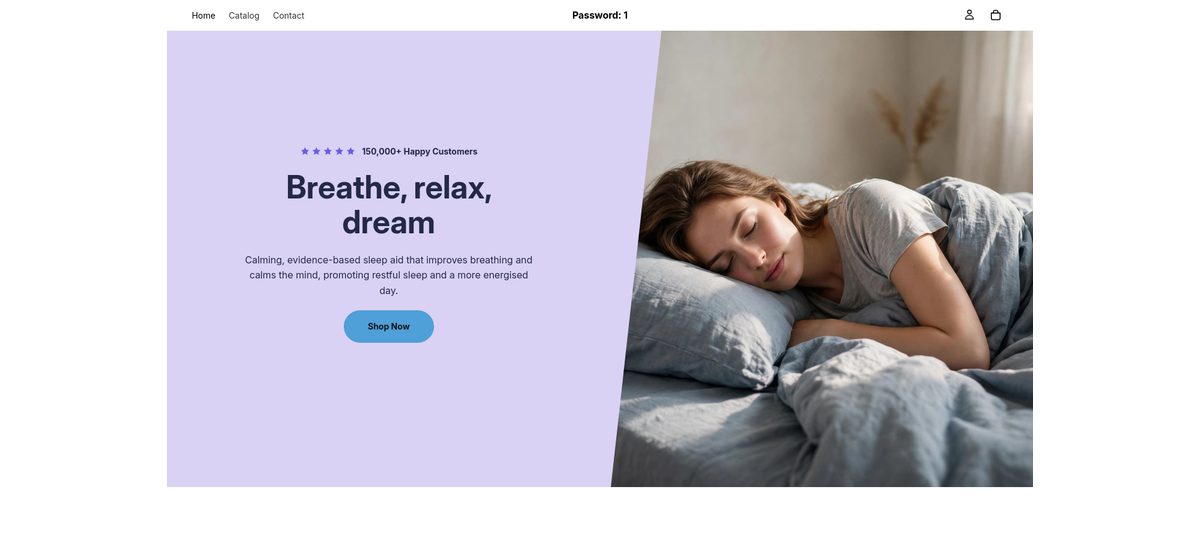 Home Catalog Contact
Password: 1
150,000+ Happy Customers
Breathe, relax,
dream
Calming, evidence-based sleep aid that improves breathing and
calms the mind, promoting restful sleep and a more energised
day.
Shop Now